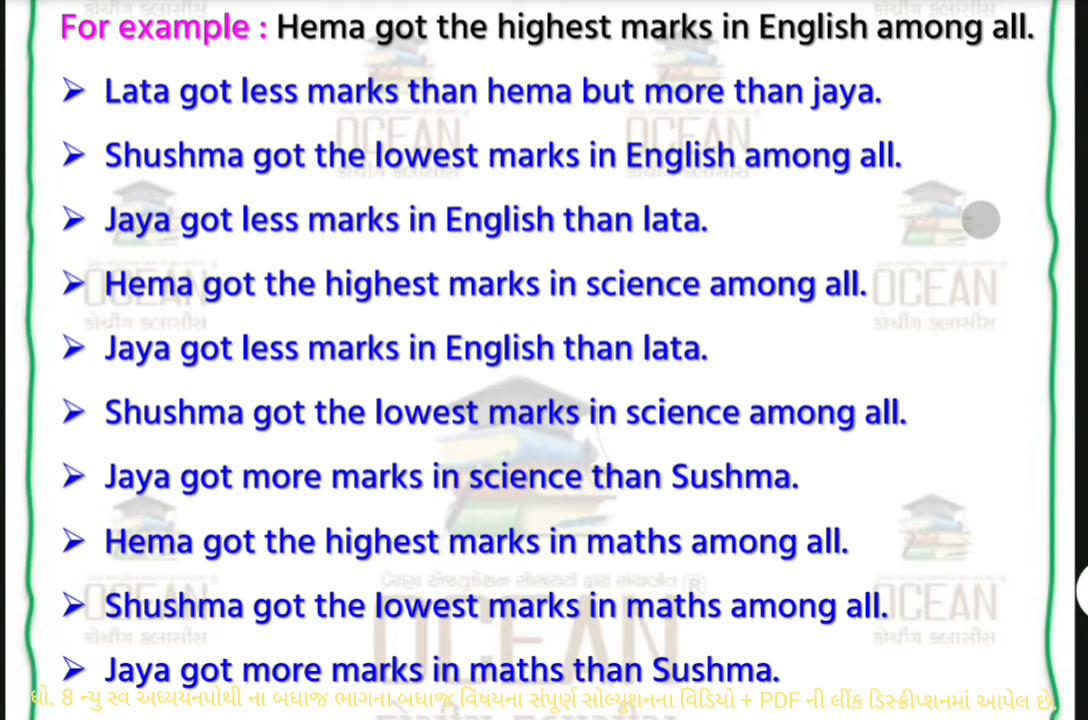 For example : Hema got the highest marks in English among all.
➢ Lata got less marks than hema but more than jaya.
➢ Shushma got the lowest marks in English among all.
➢ Jaya got less marks in English than lata.
➢ Hema got the highest marks in science among all.
➢ Jaya got less marks in English than lata.
➢ Shushma got the lowest marks in science among all.
➢ Jaya got more marks in science than Sushma.
➢ Hema got the highest marks in maths among all.
➢ Shushma got the lowest marks in maths among all.
➢ Jaya got more marks in maths than Sushma.
ધો. 8 ન્યુ સ્વ અધ્યયનપોથી ના બધાજ ભાગના બધાજ વિષયના સંપૂર્ણ સોલ્યુશનના વિડિયો + PDF ની લીંક ડિસ્ક્રીપ્શનમાં આપેલ છે.
OCEAN
કોચીંગ ક્લાસીસ